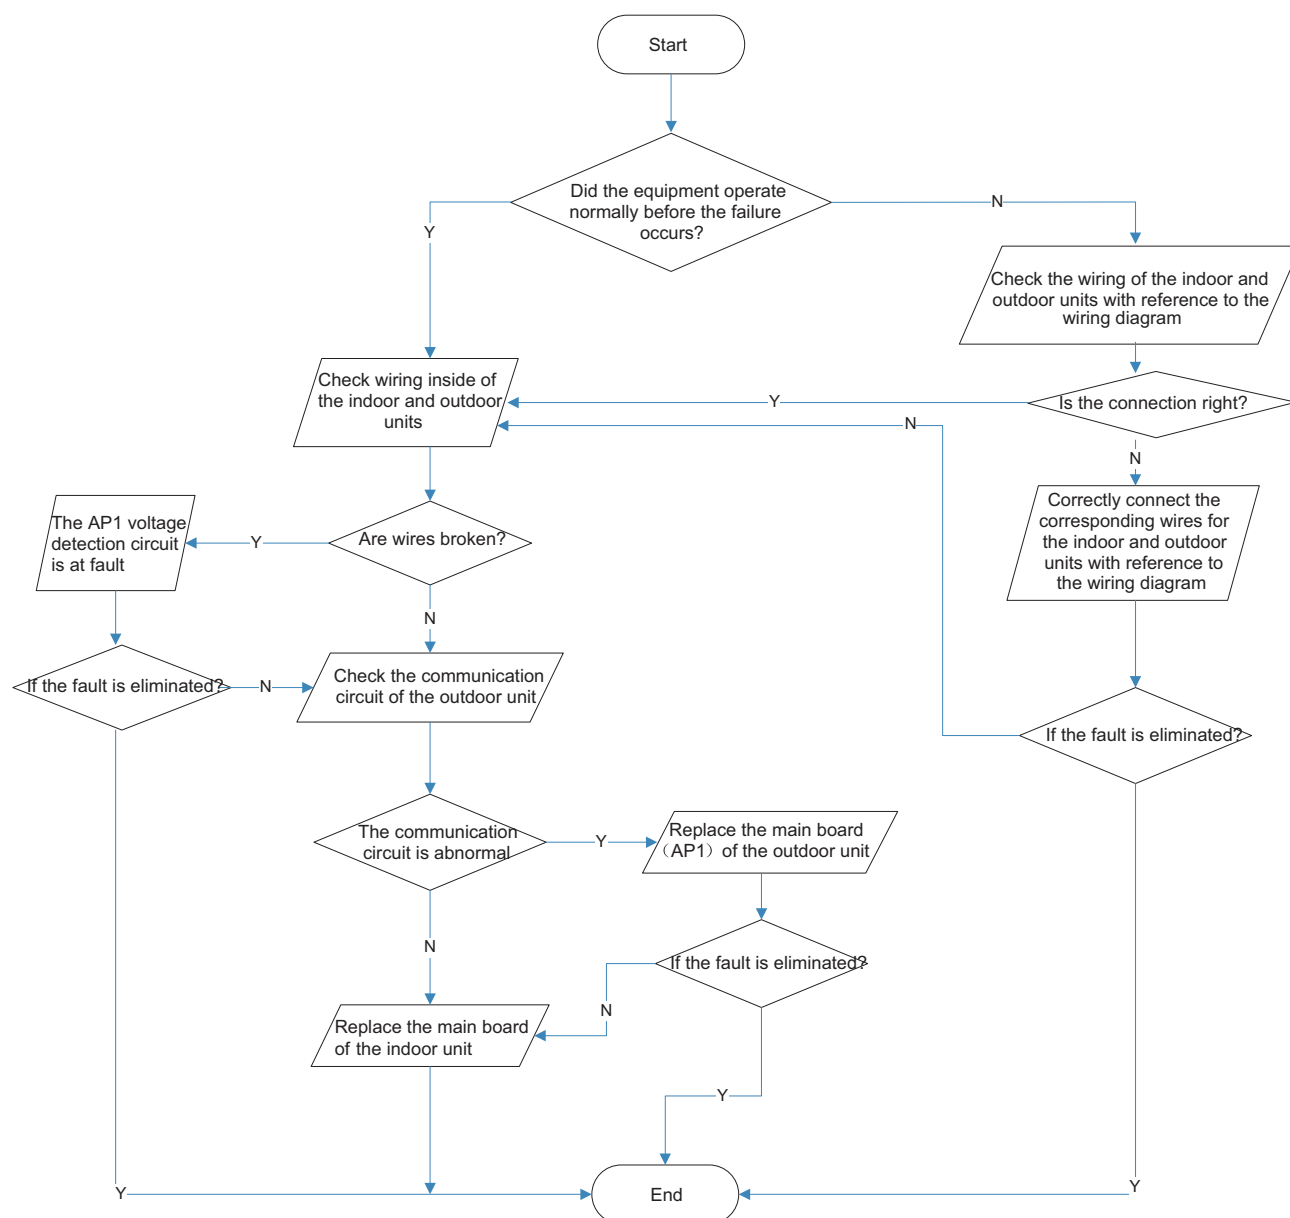 Start
Did the equipment operate
normally before the failure
occurs?
Y
N
Check the wiring of the indoor and
outdoor units with reference to the
wiring diagram
Check wiring inside of
the indoor and outdoor
units
Y
Is the connection right?
N
N
Correctly connect the
corresponding wires for
the indoor and outdoor
units with reference to
the wiring diagram
The AP1 voltage
detection circuit
is at fault
Y
Are wires broken?
N
If the fault is eliminated?
N
Check the communication
circuit of the outdoor unit
If the fault is eliminated?
The communication
circuit is abnormal
Y
Replace the main board
（AP1）of the outdoor unit
N
If the fault is eliminated?
N
Replace the main board
of the indoor unit
Y
Y
End
Y